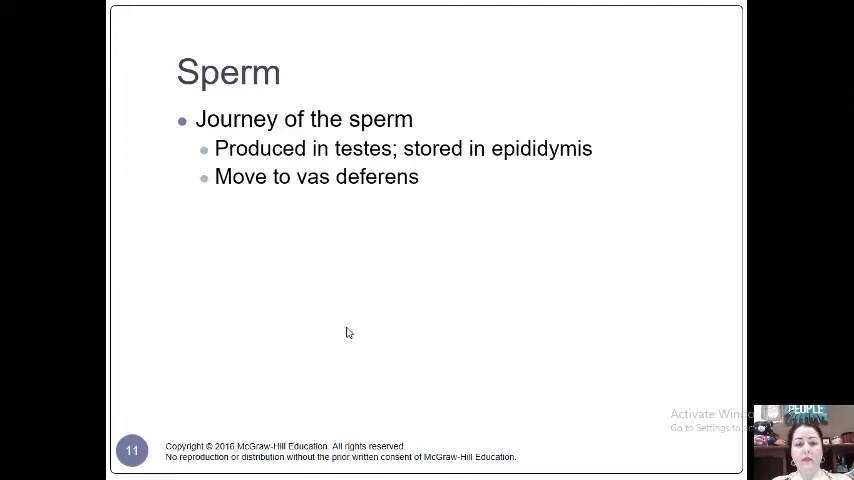 Sperm
Journey of the sperm
Produced in testes; stored in epididymis
Move to vas deferens
Activate Windo
Go to Settings to
11
Copyright © 2016 McGraw-Hill Education. All rights reserved.
No reproduction or distribution without the prior written consent of McGraw-Hill Education.
PEOPLE